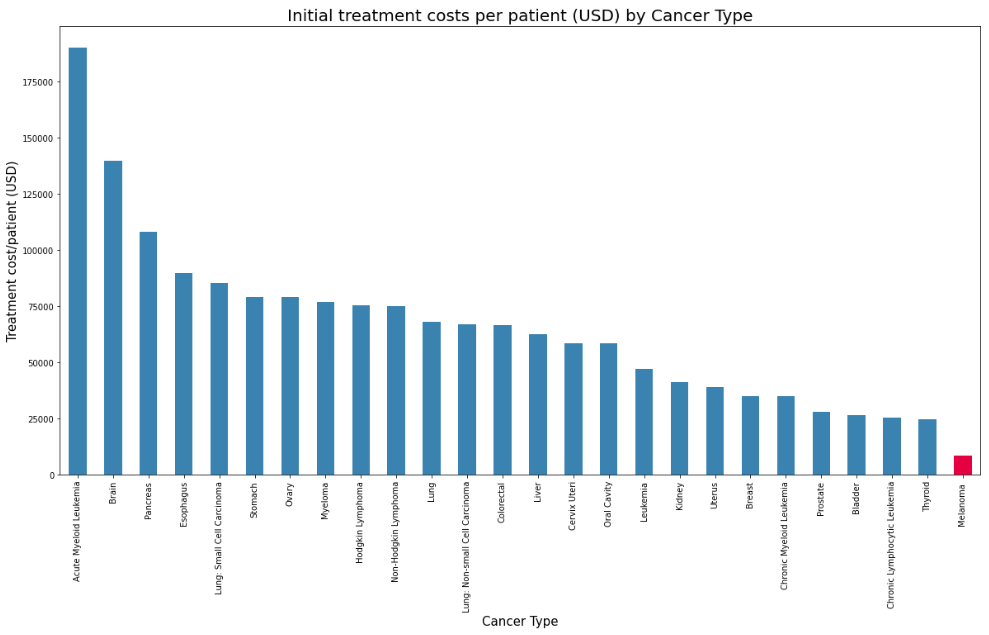 Initial treatment costs per patient (USD) by Cancer Type
Treatment cost/patient (USD)
175000
150000
125000
100000
75000
50000
25000
0
Acute Myeloid Leukemia
Brain
Pancreas
Esophagus
Lung: Small Cell Carcinoma
Stomach
Ovary
Myeloma
Hodgkin Lymphoma
Non-Hodgkin Lymphoma
Lung
Lung: Non-small Cell Carcinoma
Colorectal
Liver
Cervix Uteri
Oral Cavity
Leukemia
Kidney
Uterus
Breast
Chronic Myeloid Leukemia
Prostate
Bladder
Chronic Lymphocytic Leukemia
Thyroid
Melanoma
Cancer Type